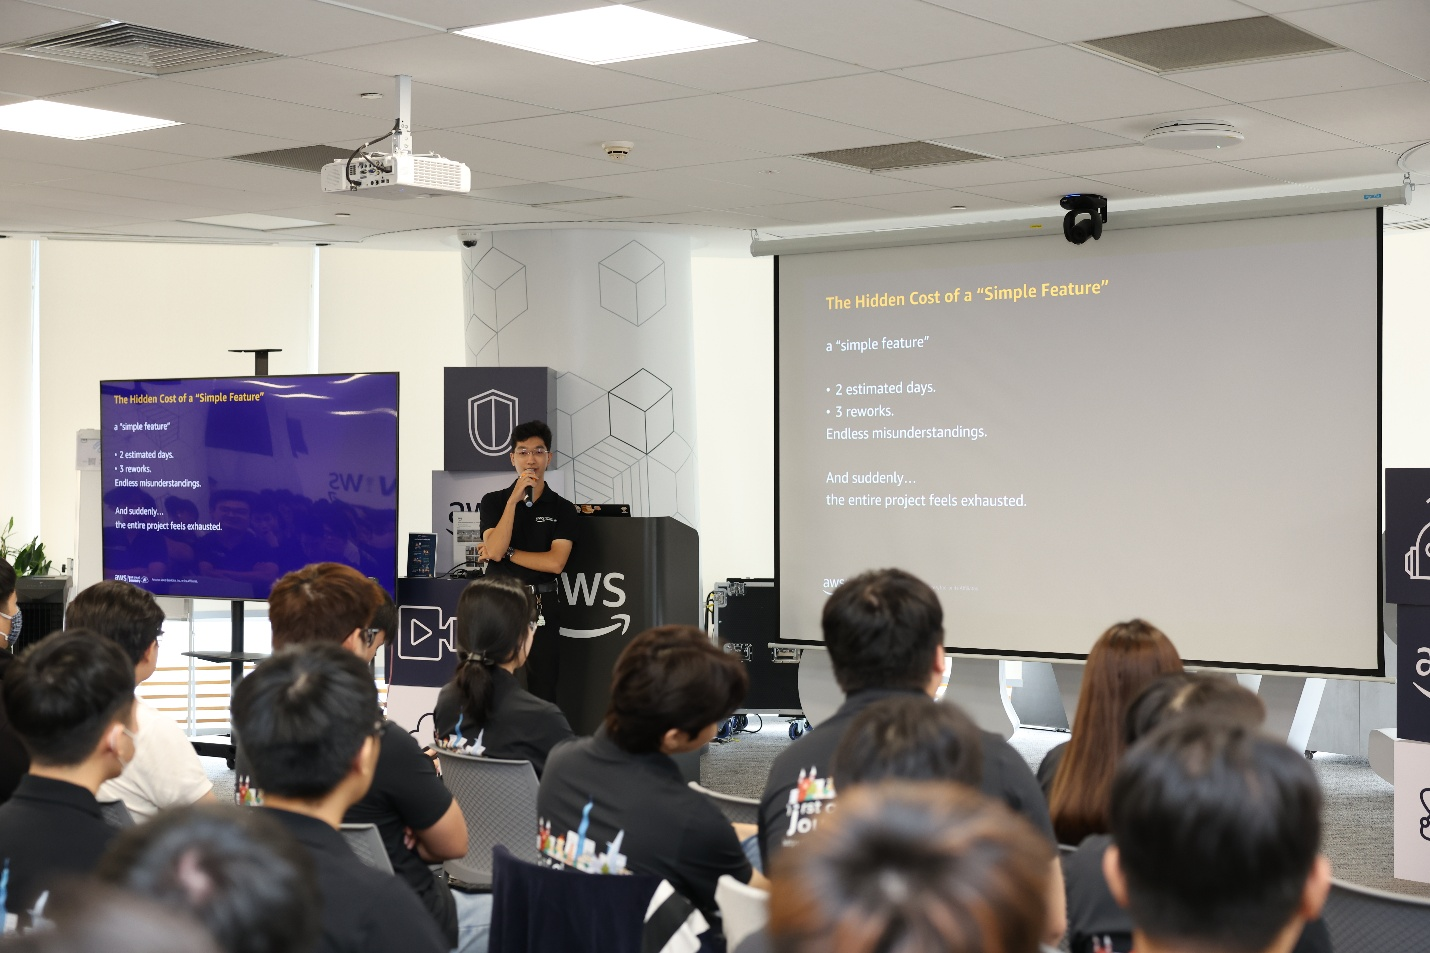 The Hidden Cost of a “Simple Feature”
a “simple feature”
• 2 estimated days.
• 3 reworks.
Endless misunderstandings.
And suddenly...
the entire project feels exhausted.
aws
The Hidden Cost of a “Simple Feature”
a “simple feature”
• 2 estimated days.
• 3 reworks.
Endless misunderstandings.
And suddenly...
the entire project feels exhausted.
aws